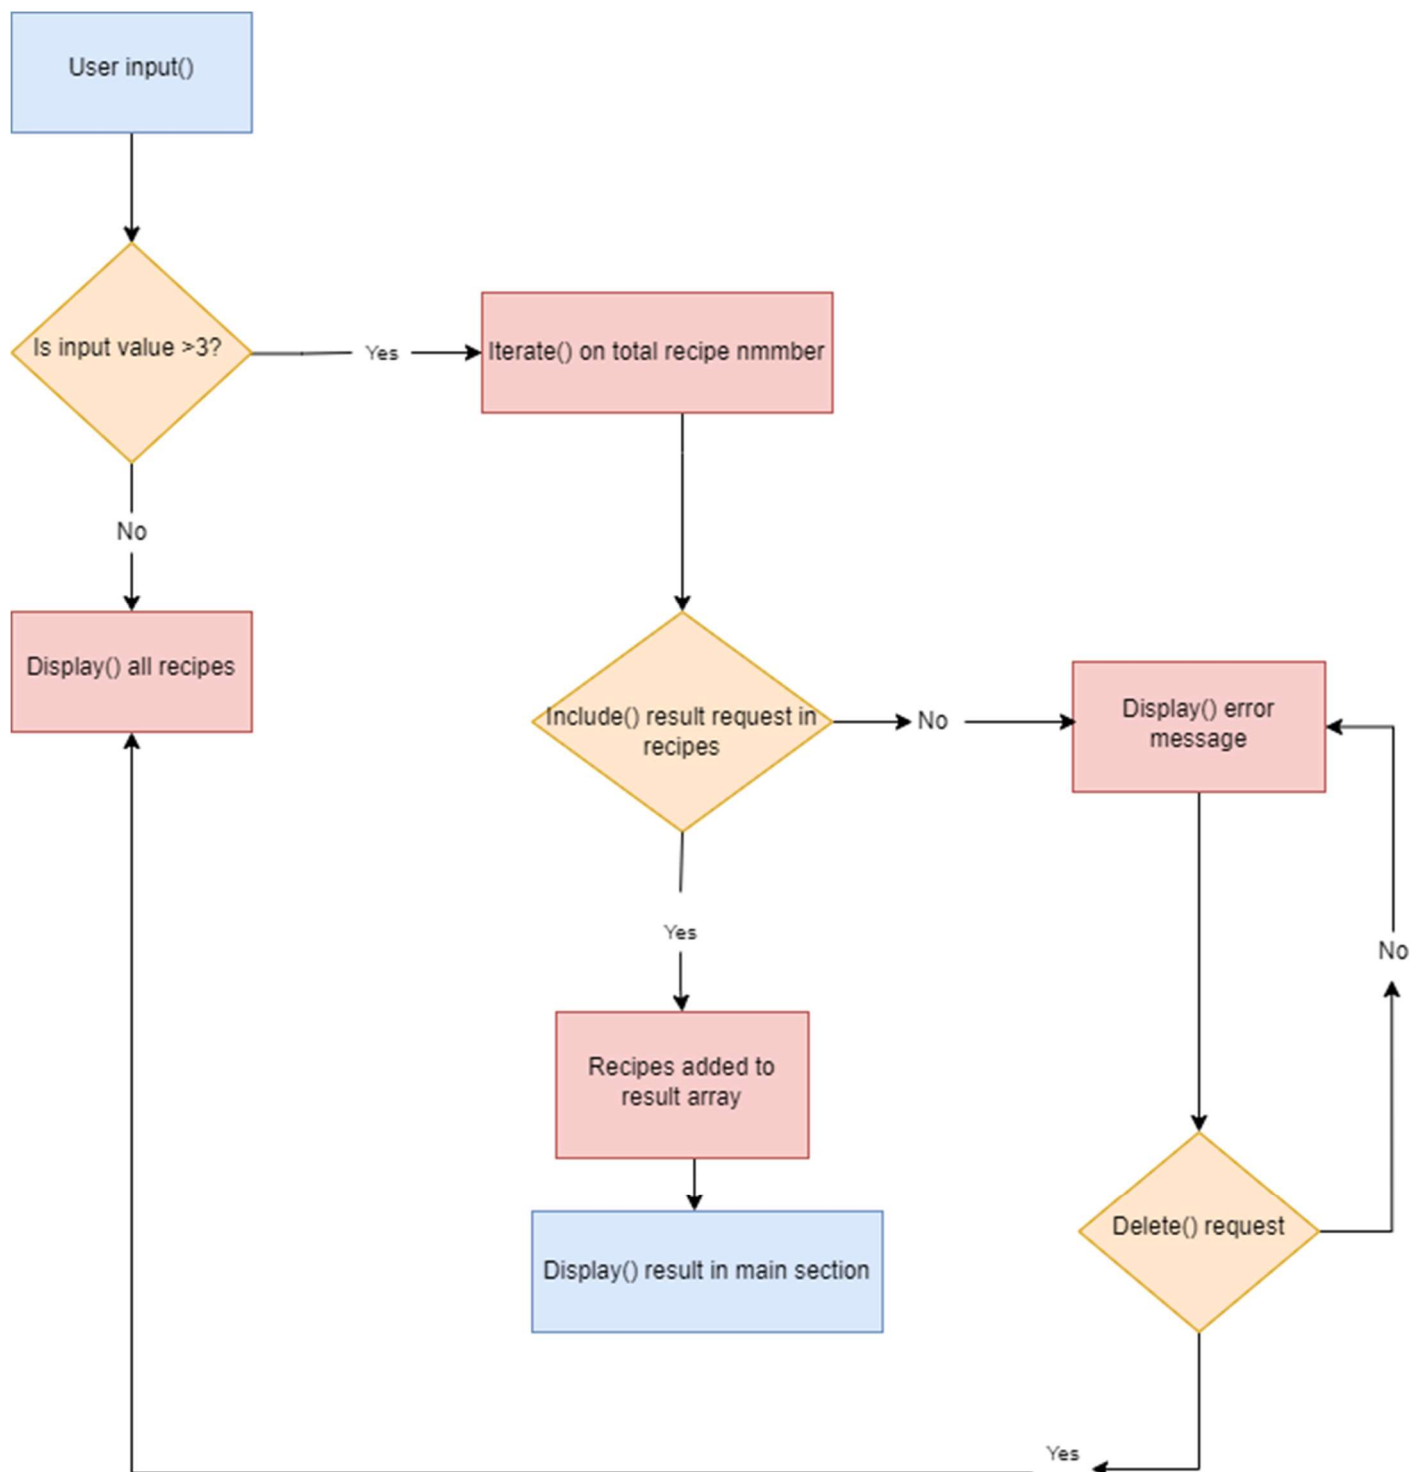 User input()
Is input value >3?
Yes
Iterate() on total recipe nmmber
No
Display() all recipes
Include() result request in
recipes
No
Display() error
message
Yes
No
Recipes added to
result array
Delete() request
Display() result in main section
Yes